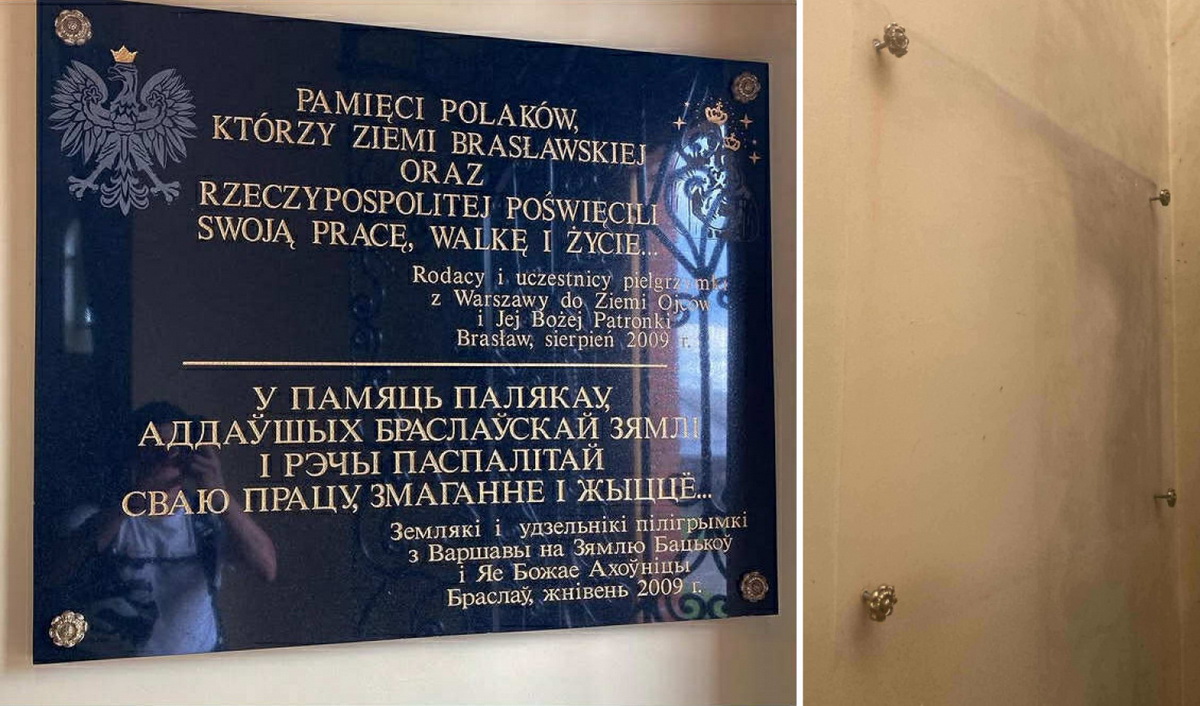 PAMIĘCI POLAKÓW,
KTÓRZY ZIEMI BRASŁAWSKIEJ
ORAZ
RZECZYPOSPOLITEJ POŚWIĘCILI
SWOJĄ PRACĘ, WALKĘ I ŻYCIE...
Rodacy i uczestnicy pielgrzymki
z Warszawy do Ziemi Ojców
i Jej Bożej Patronki
Brasław, sierpień 2009 r.
У ПАМЯЦЬ ПАЛЯКАУ,
АДДАЎШЫХ БРАСЛАЎСКАЙ ЗЯМЛІ
І РЭЧЫ ПАСПАЛІТАЙ
СВАЮ ПРАЦУ, ЗМАГАННЕ І ЖЫЦЦЁ...
Землякі і удзельнікі пілігрымкі
з Варшавы на Зямлю Бацькоў
і Яе Божае Ахоўніцы
Браслаў, жнівень 2009 г.